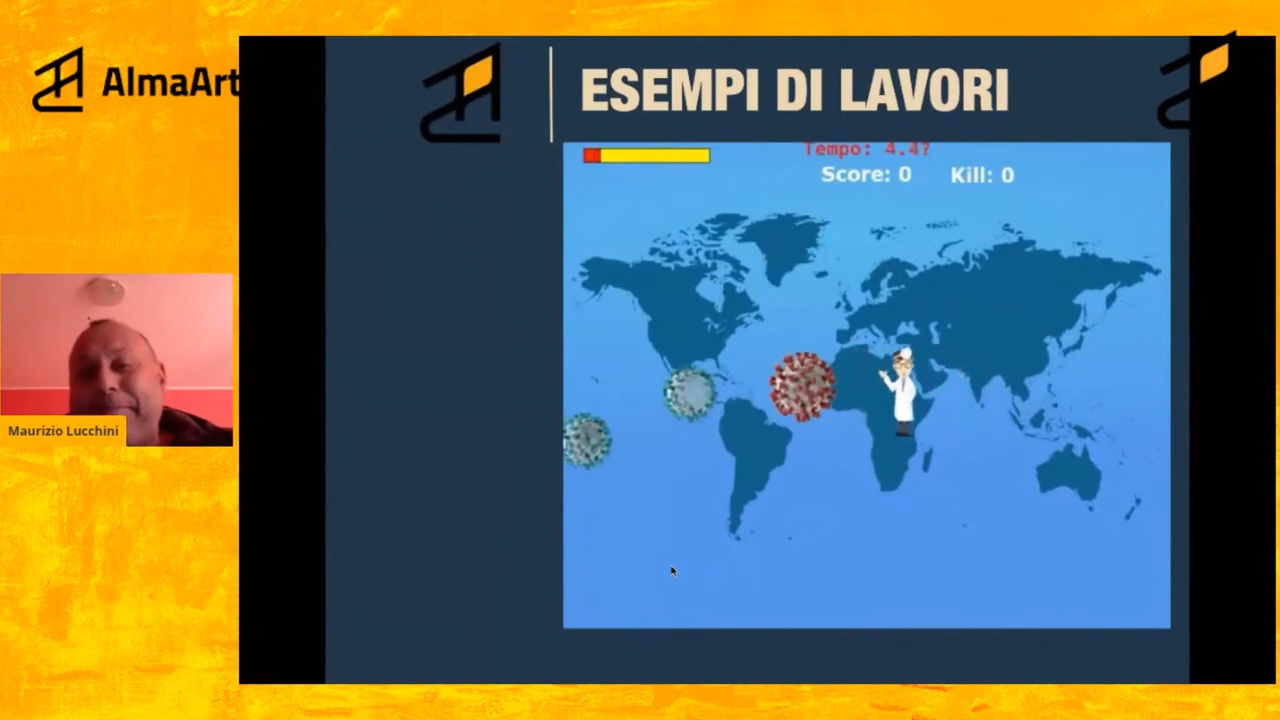 AlmaArt
ESEMPI DI LAVORI
Tempo: 4.47
Score: 0 Kill: 0
Maurizio Lucchini